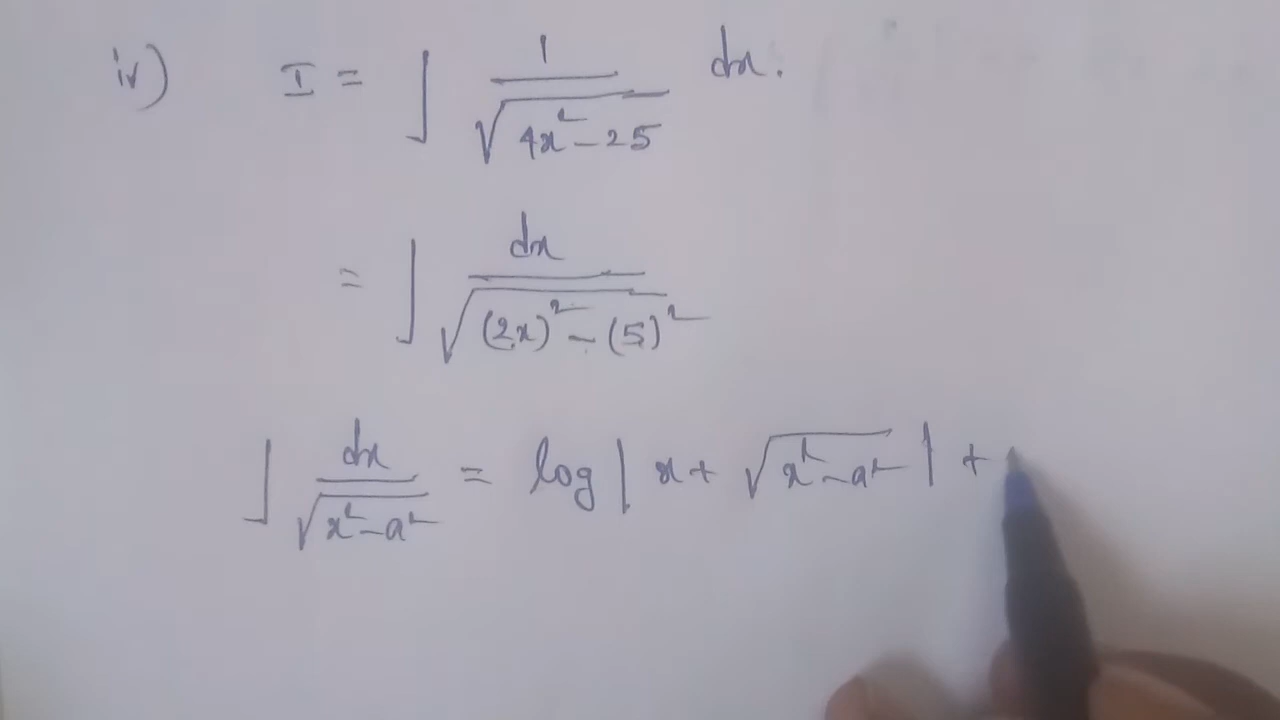 iv) I = ∫ 1/√(4x² - 25) dx.
= ∫ dx/√((2x)² - (5)²)
∫ dx/√(x² - a²) = log | x + √(x² - a²) | +